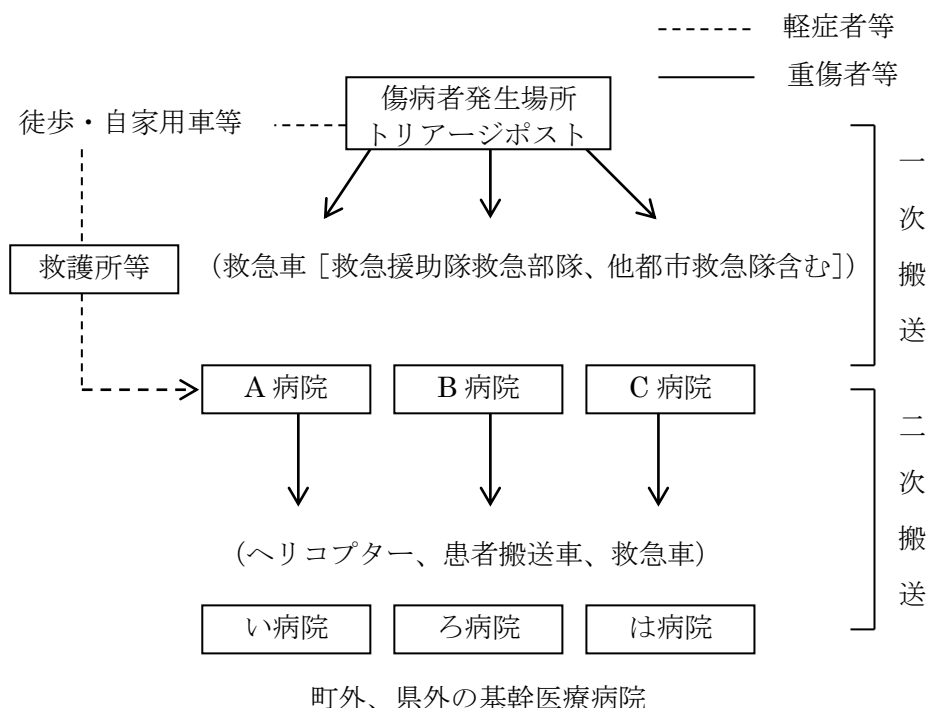 軽症者等
重傷者等
傷病者発生場所
トリアージポスト
徒歩・自家用車等
一次搬送
救護所等
(救急車［救急援助隊救急部隊、他都市救急隊含む］)
A 病院
B 病院
C 病院
二次搬送
(ヘリコプター、患者搬送車、救急車)
い病院
ろ病院
は病院
町外、県外の基幹医療病院